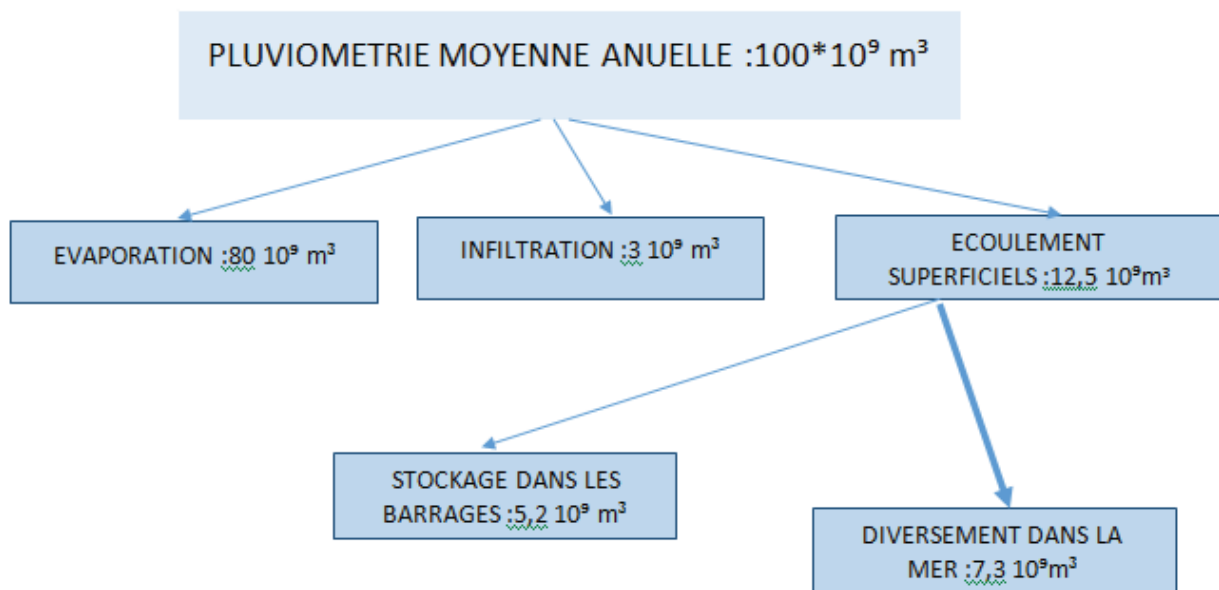 PLUVIOMETRIE MOYENNE ANUELLE :100*10⁹ m³
EVAPORATION :80 10⁹ m³
INFILTRATION :3 10⁹ m³
ECOULEMENT
SUPERFICIELS :12,5 10⁹m³
STOCKAGE DANS LES
BARRAGES :5,2 10⁹ m³
DIVERSEMENT DANS LA
MER :7,3 10⁹m³